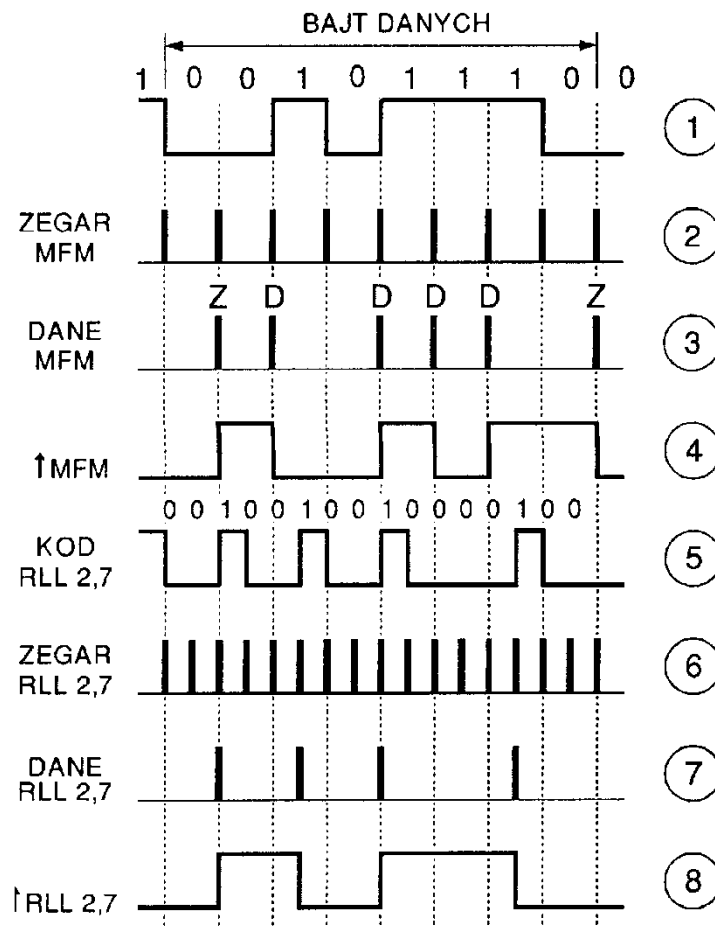 BAJT DANYCH
1 0 0 1 0 1 1 1 0 0
1
ZEGAR
MFM
2
Z D D D D Z
DANE
MFM
3
↑MFM
4
0 0 1 0 0 1 0 0 1 0 0 0 0 1 0 0
KOD
RLL 2,7
5
ZEGAR
RLL 2,7
6
DANE
RLL 2,7
7
↑RLL 2,7
8